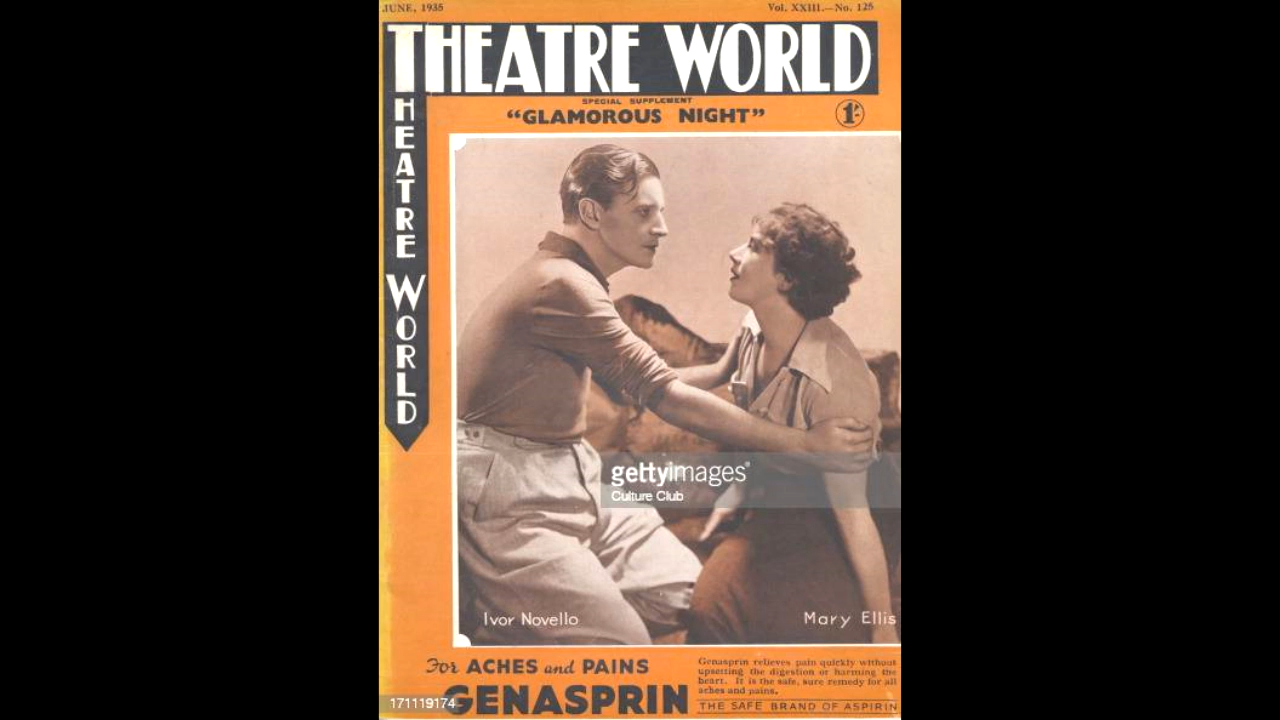 JUNE, 1935
Vol. XXIII.—No. 125
THEATRE WORLD
THEATRE WORLD
SPECIAL SUPPLEMENT
"GLAMOROUS NIGHT"
1/-
gettyimages®
Culture Club
Ivor Novello
Mary Ellis
For ACHES and PAINS
GENASPRIN
Genasprin relieves pain quickly without
upsetting the digestion or harming the
heart. It is the safe, sure remedy for all
aches and pains.
THE SAFE BRAND OF ASPIRIN
171119174